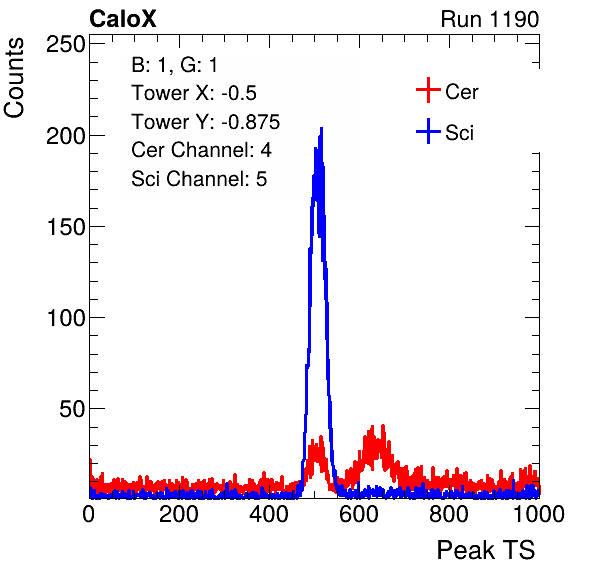 CaloX Run 1190
Counts
250
200
150
100
50
B: 1, G: 1
Tower X: -0.5
Tower Y: -0.875
Cer Channel: 4
Sci Channel: 5
Cer
Sci
0 200 400 600 800 1000
Peak TS